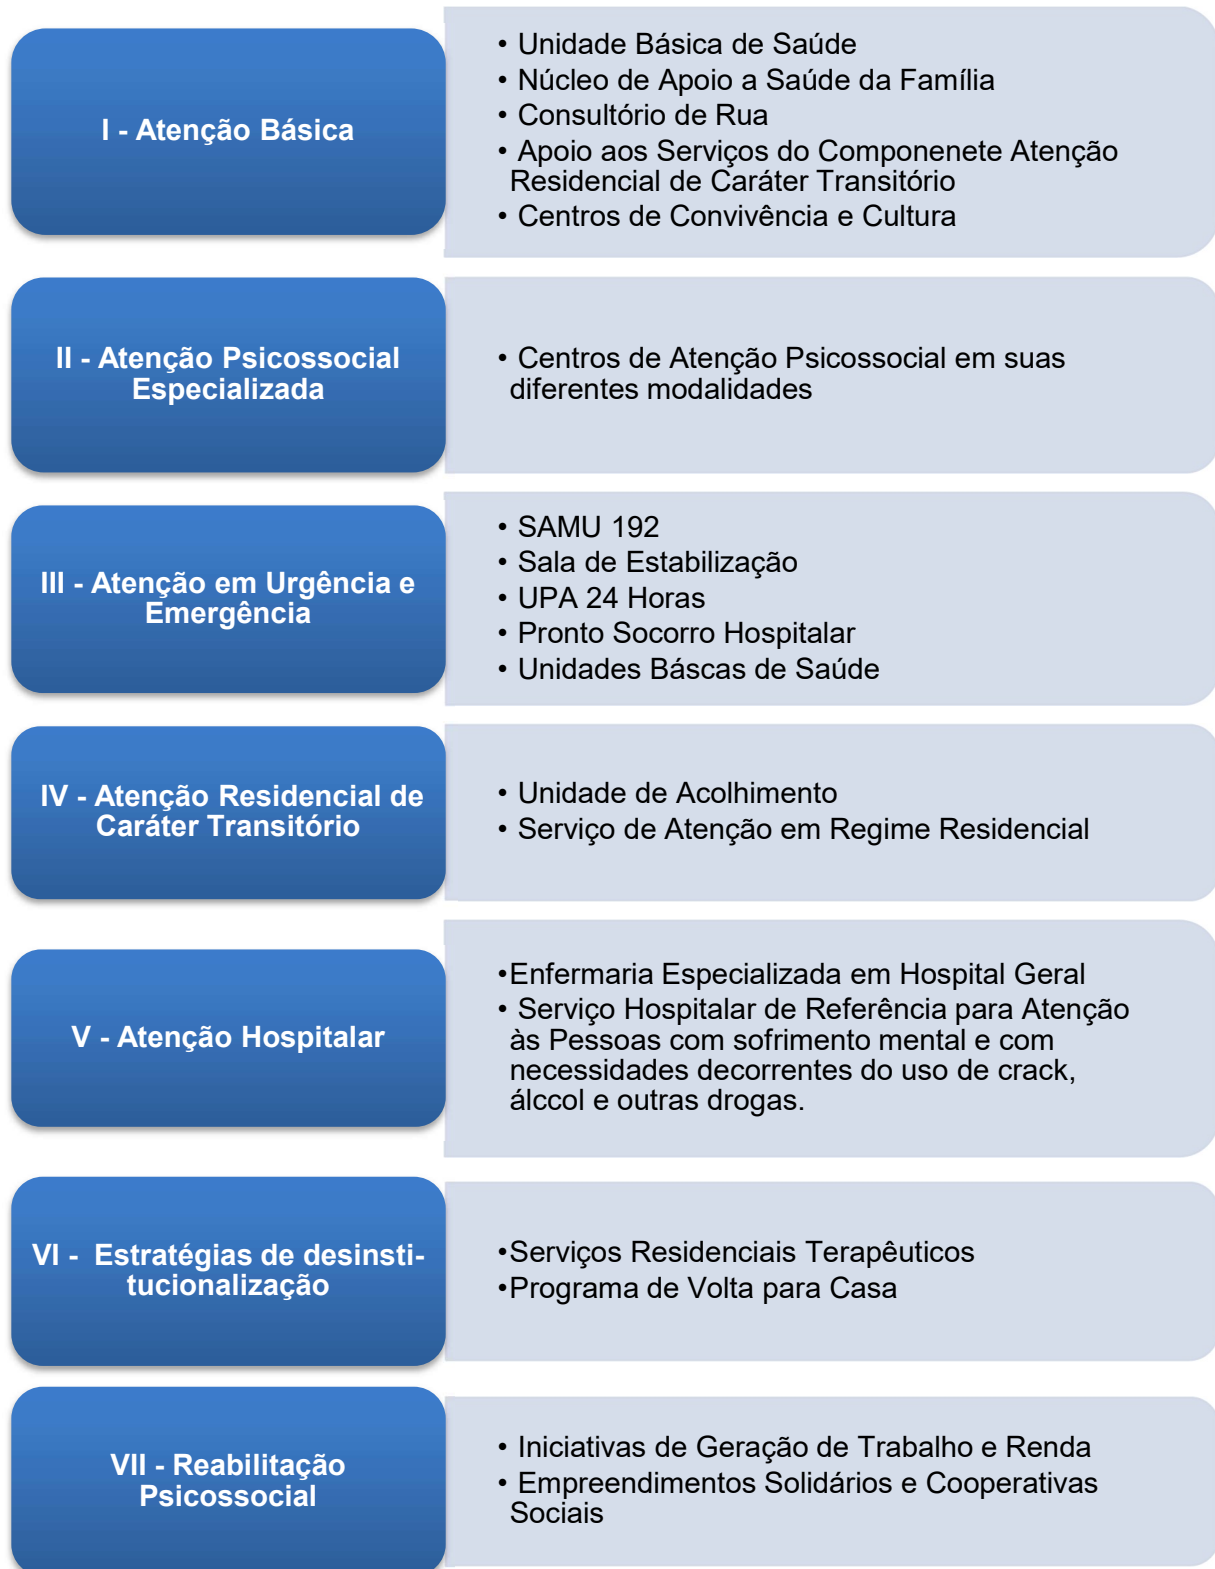 I - Atenção Básica
• Unidade Básica de Saúde
• Núcleo de Apoio a Saúde da Família
• Consultório de Rua
• Apoio aos Serviços do Componenete Atenção
Residencial de Caráter Transitório
• Centros de Convivência e Cultura
II - Atenção Psicossocial
Especializada
• Centros de Atenção Psicossocial em suas
diferentes modalidades
III - Atenção em Urgência e
Emergência
• SAMU 192
• Sala de Estabilização
• UPA 24 Horas
• Pronto Socorro Hospitalar
• Unidades Báscas de Saúde
IV - Atenção Residencial de
Caráter Transitório
• Unidade de Acolhimento
• Serviço de Atenção em Regime Residencial
V - Atenção Hospitalar
•Enfermaria Especializada em Hospital Geral
• Serviço Hospitalar de Referência para Atenção
às Pessoas com sofrimento mental e com
necessidades decorrentes do uso de crack,
álccol e outras drogas.
VI - Estratégias de desinsti-
tucionalização
•Serviços Residenciais Terapêuticos
•Programa de Volta para Casa
VII - Reabilitação
Psicossocial
• Iniciativas de Geração de Trabalho e Renda
• Empreendimentos Solidários e Cooperativas
Sociais